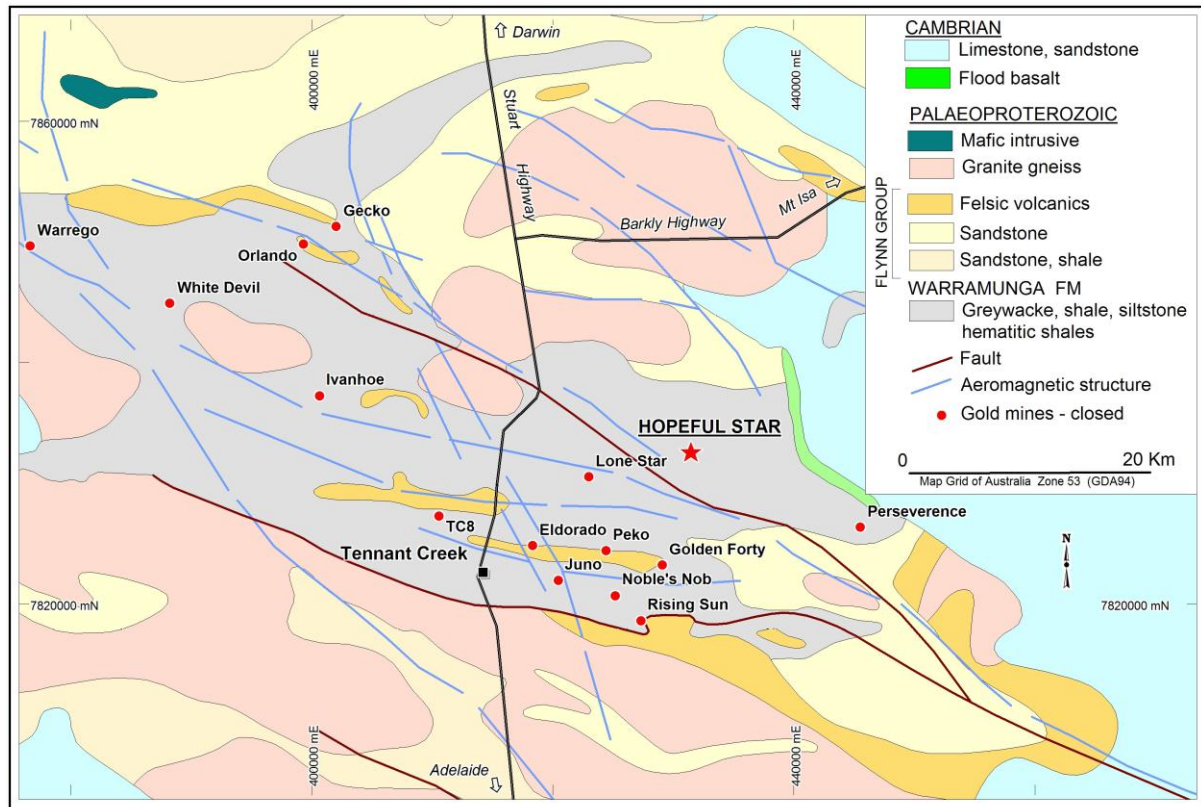 Darwin
400000 mE
440000 mE
7860000 mN
Stuart
Highway
Mt Isa
Barkly Highway
Gecko
Warrego
Orlando
White Devil
Ivanhoe
HOPEFUL STAR
Lone Star
Perseverence
TC8
Eldorado
Peko
Golden Forty
Tennant Creek
Juno
Noble's Nob
7820000 mN
7820000 mN
Rising Sun
400000 mE
440000 mE
Adelaide
CAMBRIAN
Limestone, sandstone
Flood basalt
PALAEOPROTEROZOIC
Mafic intrusive
Granite gneiss
FLYNN GROUP
Felsic volcanics
Sandstone
Sandstone, shale
WARRAMUNGA FM
Greywacke, shale, siltstone
hematitic shales
Fault
Aeromagnetic structure
Gold mines - closed
0 20 Km
Map Grid of Australia Zone 53 (GDA94)
N